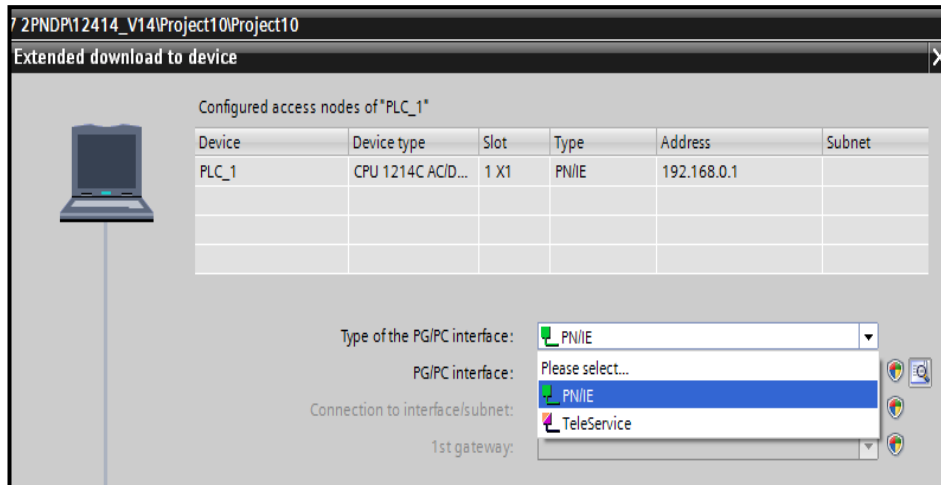 7 2PNDP\12414_V14\Project10\Project10
Extended download to device
Configured access nodes of "PLC_1"
Device Device type Slot Type Address Subnet
PLC_1 CPU 1214C AC/D... 1 X1 PN/IE 192.168.0.1
Type of the PG/PC interface: PN/IE
PG/PC interface: Please select...
PN/IE
Connection to interface/subnet: TeleService
1st gateway: